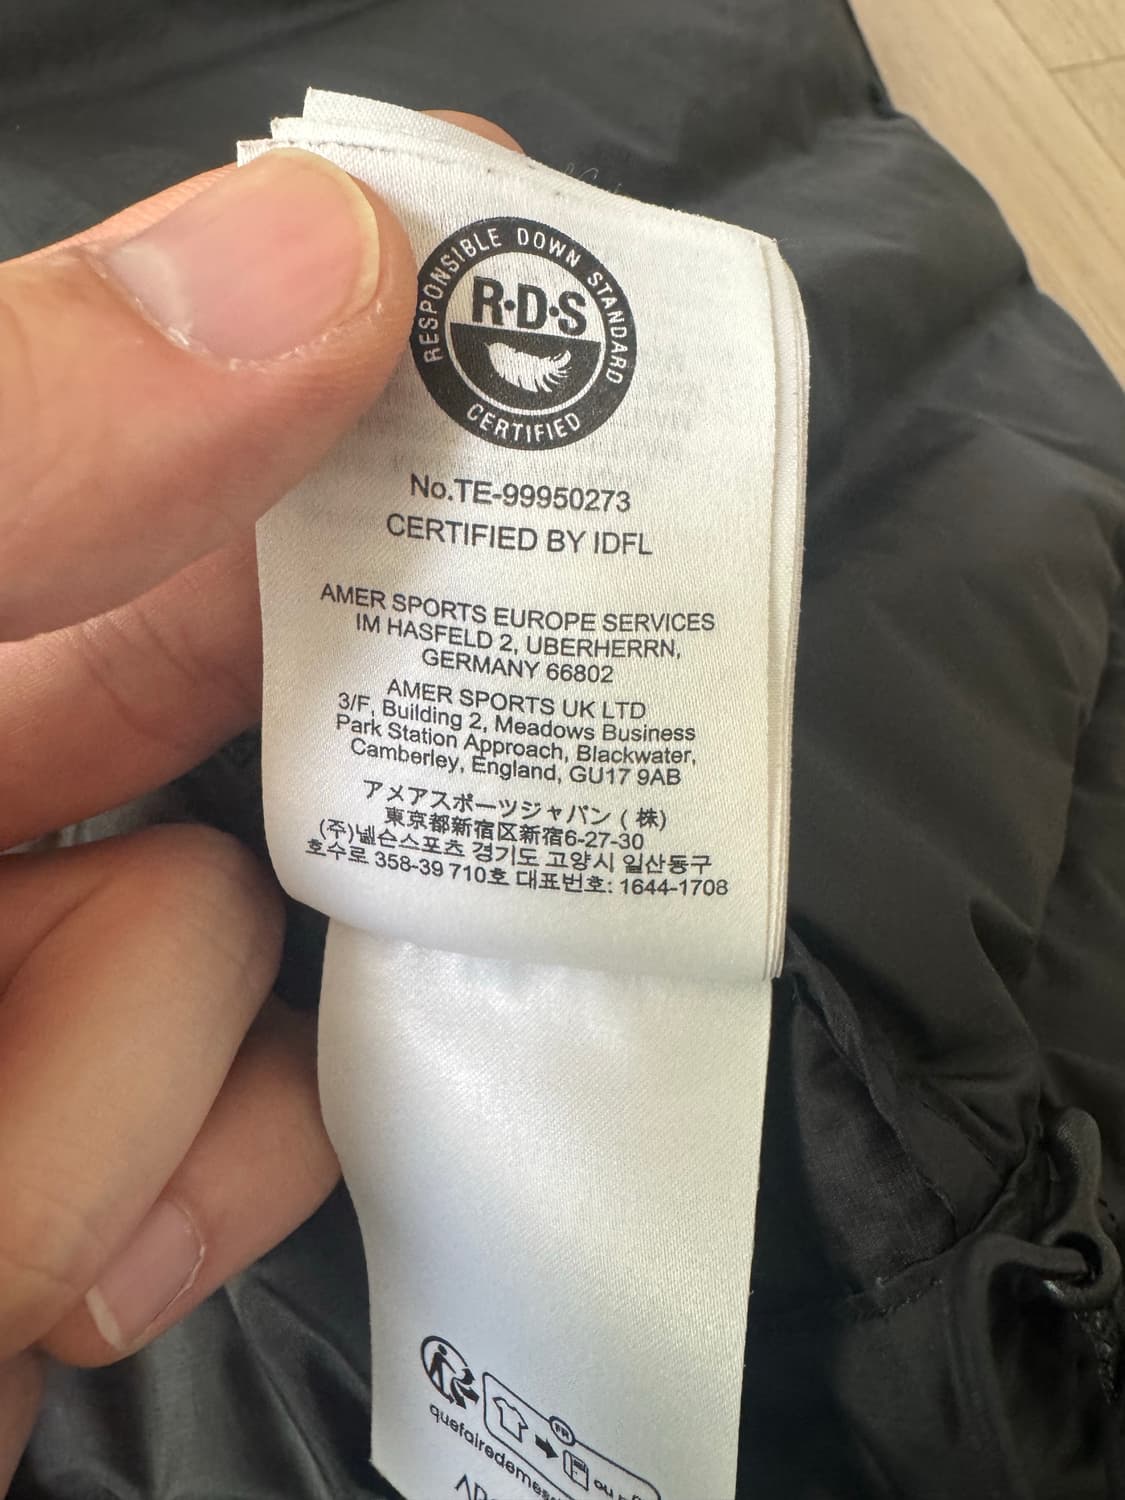 RESPONSIBLE DOWN STANDARD
R·D·S
CERTIFIED
No.TE-99950273
CERTIFIED BY IDFL
AMER SPORTS EUROPE SERVICES
IM HASFELD 2, UBERHERRN,
GERMANY 66802
AMER SPORTS UK LTD
3/F, Building 2, Meadows Business
Park Station Approach, Blackwater,
Camberley, England, GU17 9AB
アメアスポーツジャパン (株)
東京都新宿区新宿6-27-30
(주)넬슨스포츠 경기도 고양시 일산동구
호수로 358-39 710호 대표번호: 1644-1708
FR
ou